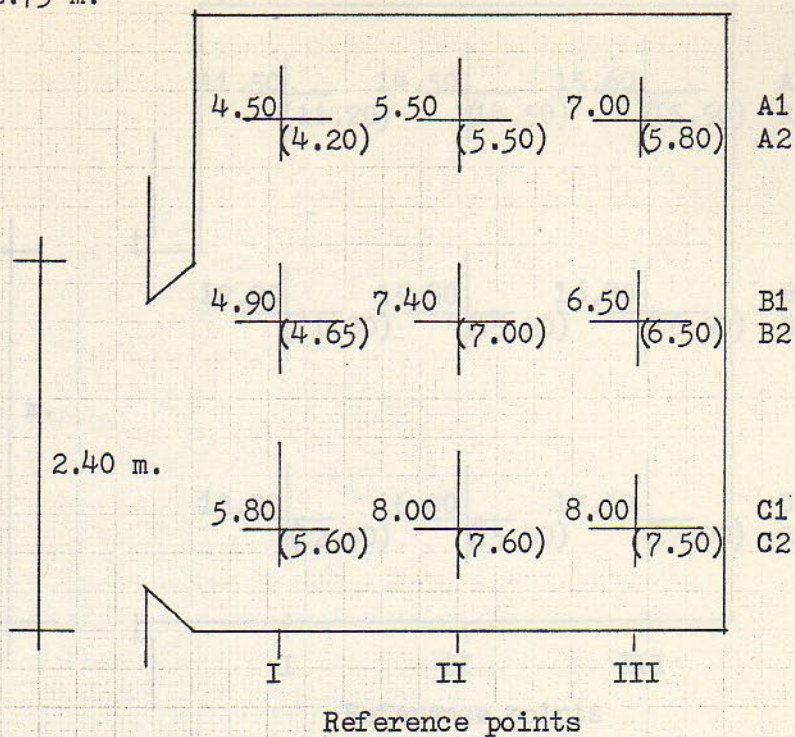 4.50 5.50 7.00 A1
(4.20) (5.50) (5.80) A2
4.90 7.40 6.50 B1
(4.65) (7.00) (6.50) B2
2.40 m.
5.80 8.00 8.00 C1
(5.60) (7.60) (7.50) C2
I II III
Reference points